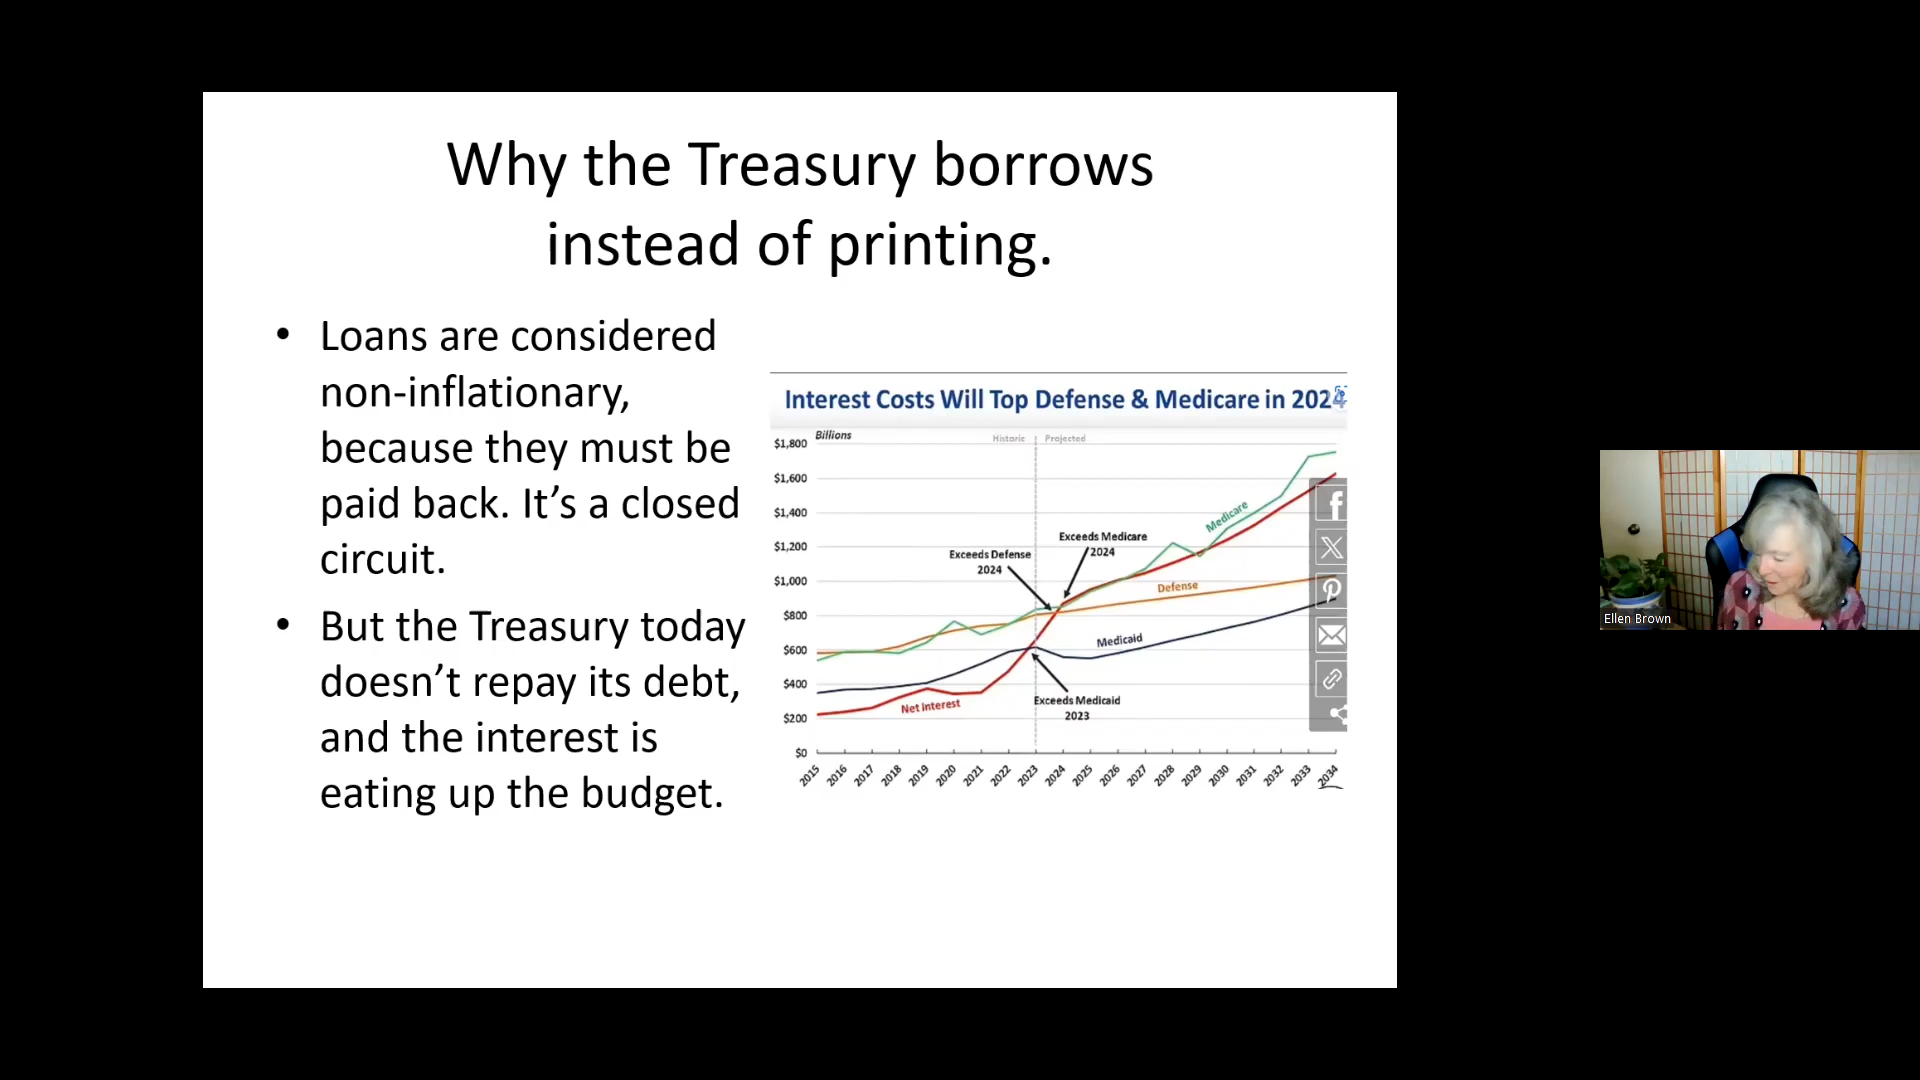 Why the Treasury borrows
instead of printing.
• Loans are considered
non-inflationary,
because they must be
paid back. It’s a closed
circuit.
• But the Treasury today
doesn’t repay its debt,
and the interest is
eating up the budget.
Interest Costs Will Top Defense & Medicare in 2024
Billions
Historic
Projected
$1,800
$1,600
$1,400
$1,200
$1,000
$800
$600
$400
$200
$0
Medicare
Exceeds Medicare
2024
Exceeds Defense
2024
Defense
Medicaid
Exceeds Medicaid
2023
Net Interest
2015
2016
2017
2018
2019
2020
2021
2022
2023
2024
2025
2026
2027
2028
2029
2030
2031
2032
2033
2034
Ellen Brown